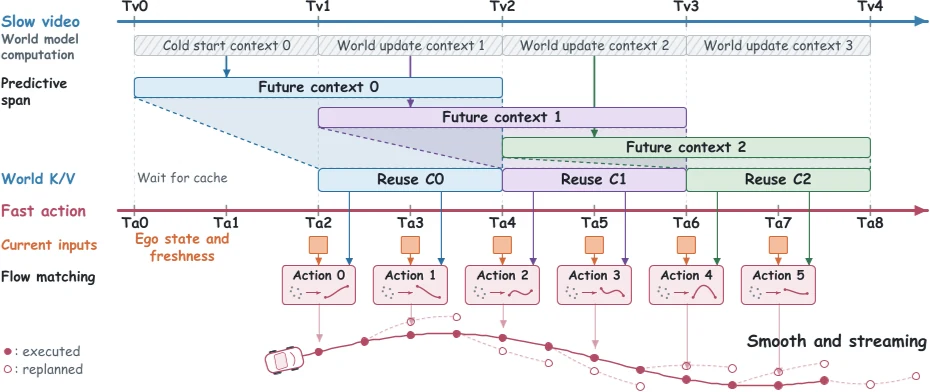 Tv0 Tv1 Tv2 Tv3 Tv4
Slow video
World model
computation
Cold start context 0 World update context 1 World update context 2 World update context 3
Predictive
span
Future context 0
Future context 1
Future context 2
World K/V
Wait for cache
Reuse C0 Reuse C1 Reuse C2
Fast action
Ta0 Ta1 Ta2 Ta3 Ta4 Ta5 Ta6 Ta7 Ta8
Current inputs
Ego state and
freshness
Flow matching
Action 0 Action 1 Action 2 Action 3 Action 4 Action 5
Smooth and streaming
: executed
: replanned